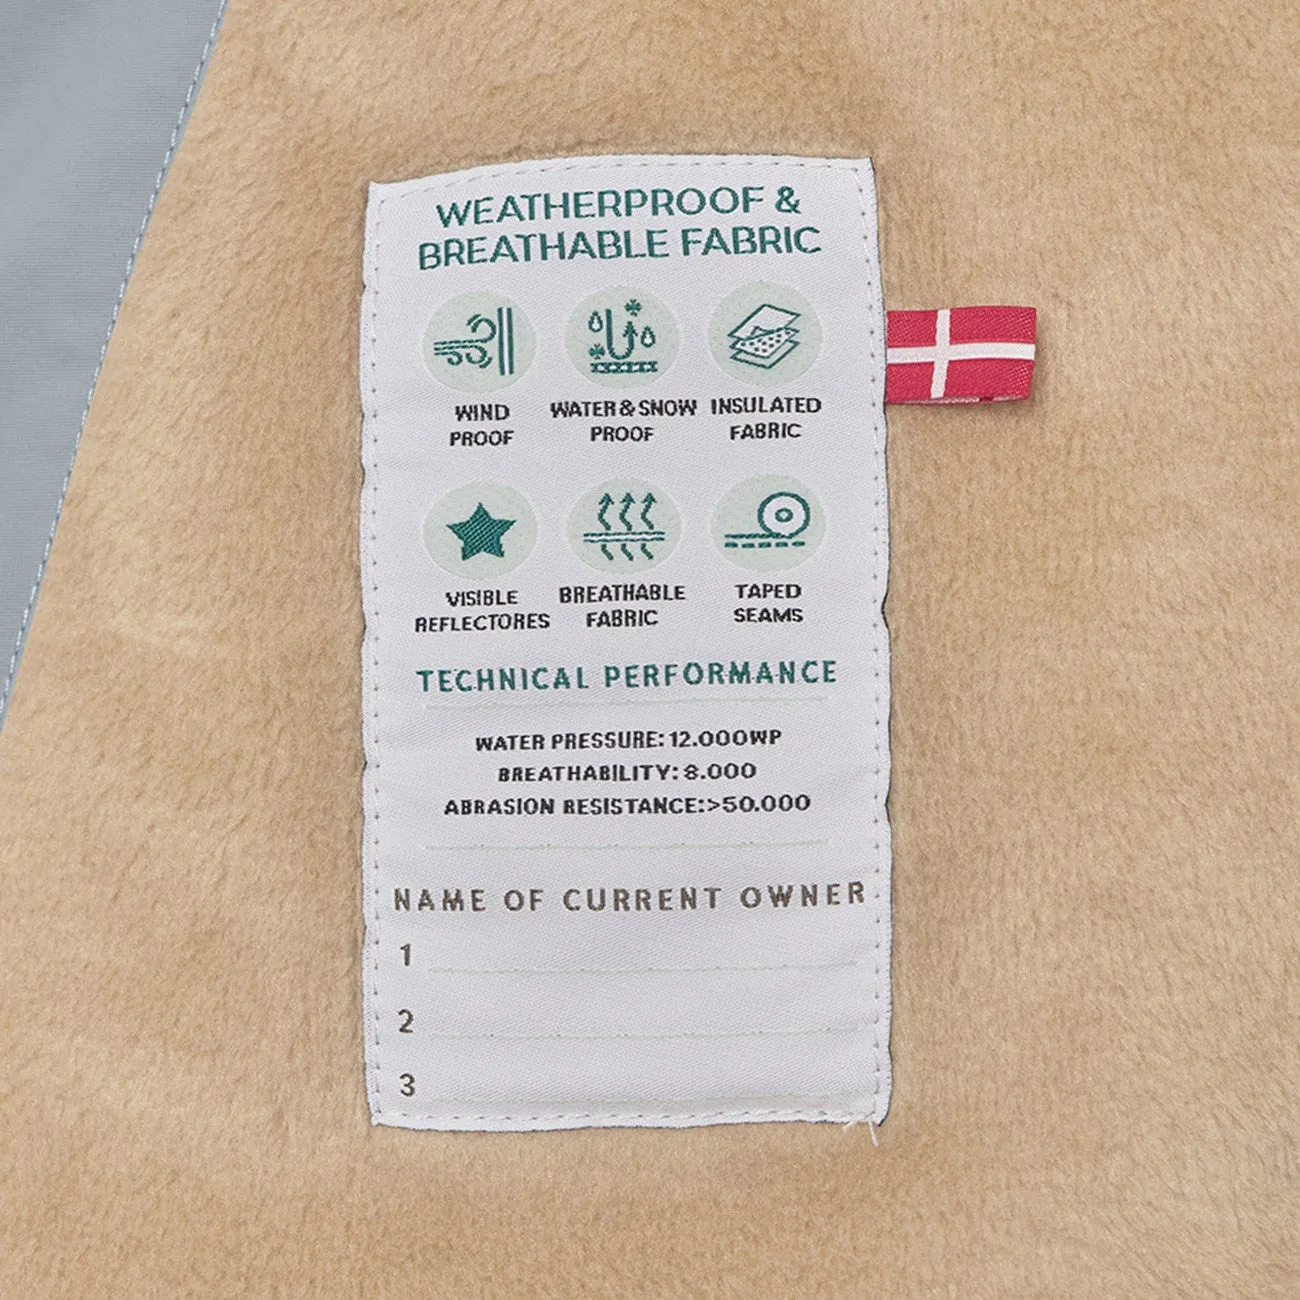 WEATHERPROOF &
BREATHABLE FABRIC
WIND
PROOF
WATER & SNOW
PROOF
INSULATED
FABRIC
VISIBLE
REFLECTORES
BREATHABLE
FABRIC
TAPED
SEAMS
TECHNICAL PERFORMANCE
WATER PRESSURE: 12.000WP
BREATHABILITY: 8.000
ABRASION RESISTANCE:>50.000
NAME OF CURRENT OWNER
1
2
3